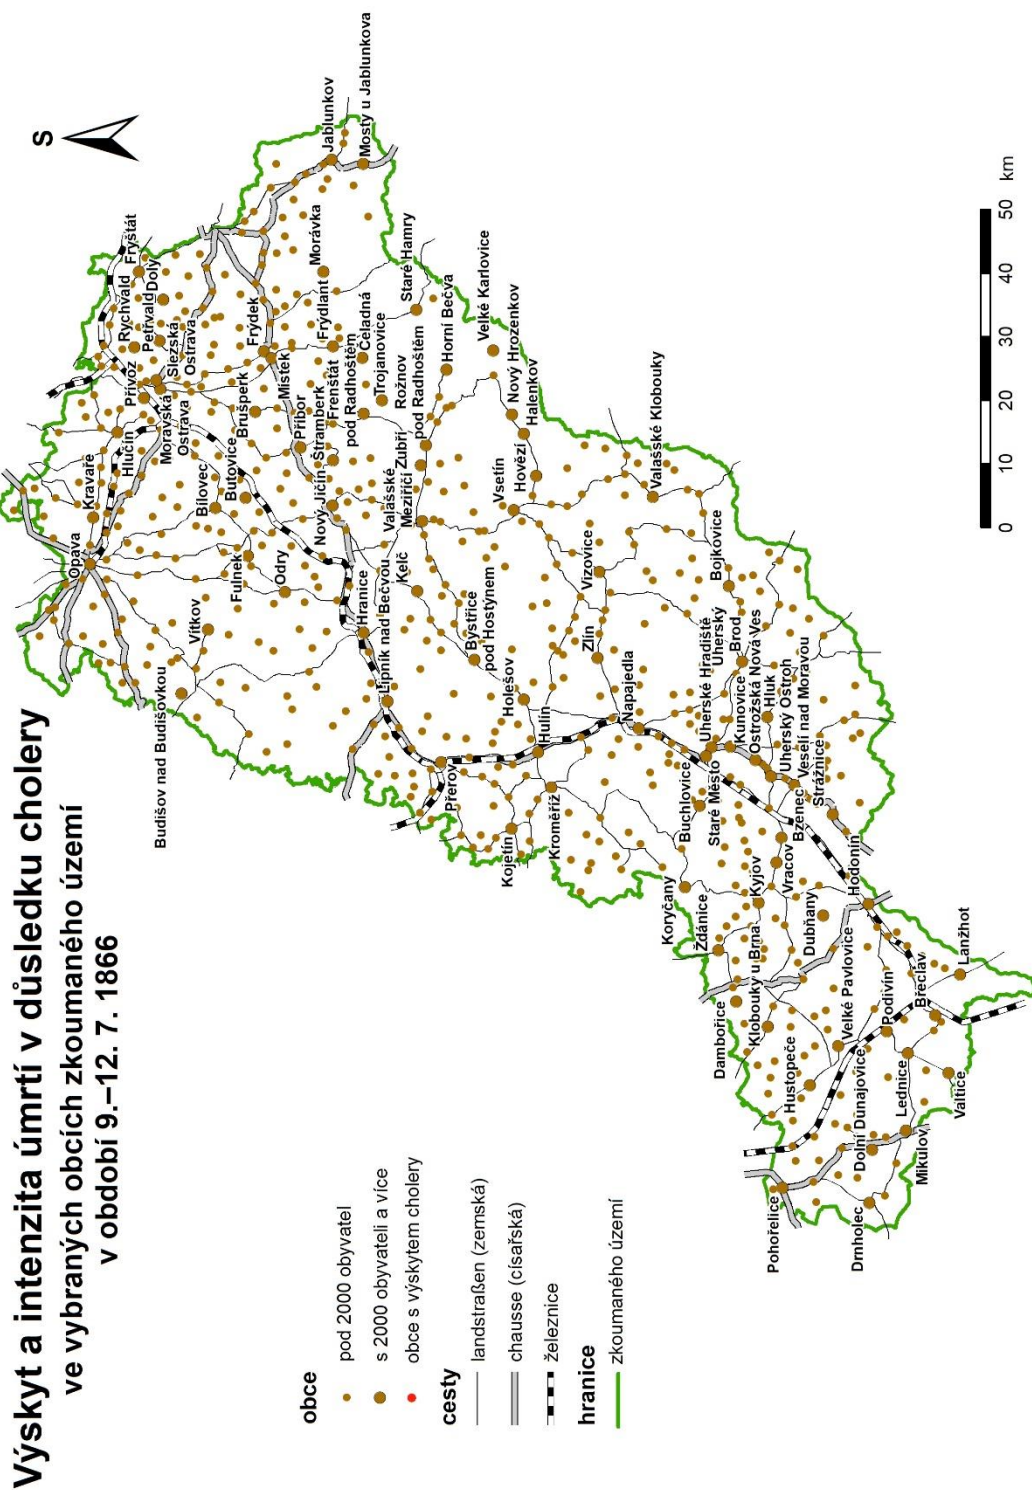 Výskyt a intenzita úmrtí v důsledku cholery
ve vybraných obcích zkoumaného území
v období 9.–12. 7. 1866
obce
pod 2000 obyvatel
s 2000 obyvateli a více
obce s výskytem cholery
cesty
landstraßen (zemská)
chausse (císařská)
železnice
hranice
zkoumaného území
S
Opava
Kravaře
Hlučín
Přívoz
Rychvald
Fryštát
Petřvald
Doly
Slezská
Ostrava
Moravská
Ostrava
Budišov nad Budišovkou
Vítkov
Bílovec
Butovice
Brušperk
Frýdek
Místek
Fulnek
Odry
Příbor
Štramberk
Nový Jičín
Frenštát
pod Radhoštěm
Frýdlant
Morávka
Jablunkov
Mosty u Jablunkova
Čeladná
Trojanovice
Staré Hamry
Hranice
Lipník nad Bečvou
Kelč
Valašské
Meziříčí
Zubří
Rožnov
pod Radhoštěm
Horní Bečva
Velké Karlovice
Nový Hrozenkov
Halenkov
Hovězí
Vsetín
Přerov
Bystřice
pod Hostýnem
Holešov
Hulín
Kojetín
Kroměříž
Zlín
Vizovice
Valašské Klobouky
Napajedla
Bojkovice
Uherské Hradiště
Uherský
Brod
Kunovice
Ostrožská Nová Ves
Hluk
Uherský Ostroh
Veselí nad Moravou
Strážnice
Buchlovice
Staré Město
Bzenec
Vracov
Kyjov
Koryčany
Ždánice
Dubňany
Hodonín
Dambořice
Klobouky u Brna
Hustopeče
Velké Pavlovice
Podivín
Břeclav
Lanžhot
Pohořelice
Drnholec
Dolní Dunajovice
Mikulov
Lednice
Valtice
0
10
20
30
40
50
km